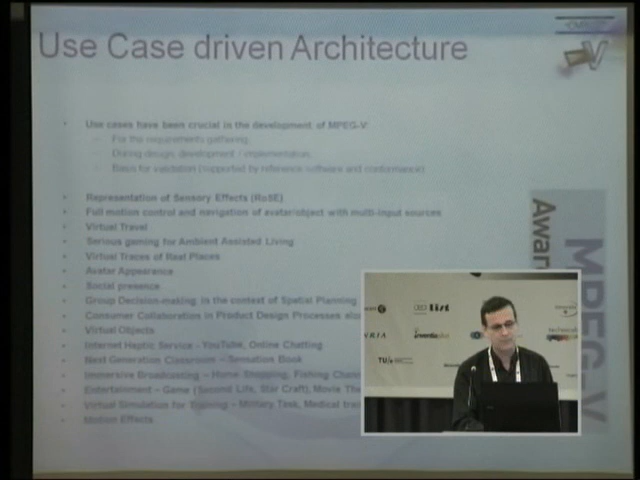 Use Case driven Architecture
Use cases have been crucial in the development of MPEG-V
For the requirements gathering
During design, development / implementation
Basis for validation (supported by reference software and conformance)
Representation of Sensory Effects (RoSE)
Full motion control and navigation of avatar/object with multi-input sources
Virtual Travel
Serious gaming for Ambient Assisted Living
Virtual Traces of Real Places
Avatar Appearance
Social presence
Group Decision-making in the context of Spatial Planning
Consumer Collaboration in Product Design Processes
Virtual Objects
Internet Haptic Service - YouTube, Online Chatting
Next Generation Classroom - Sensation Book
Immersive Broadcasting - Home Shopping, Fishing
Entertainment - Game (Second Life, Star Craft), Movie
Virtual Simulation for Training - Military Task, Medical
Motion Effects
MPEG-V
Awar
list